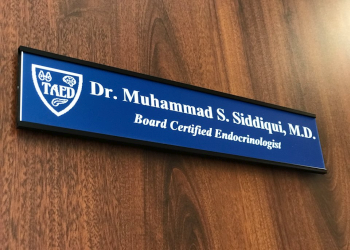 TAED
Dr. Muhammad S. Siddiqui, M.D.
Board Certified Endocrinologist